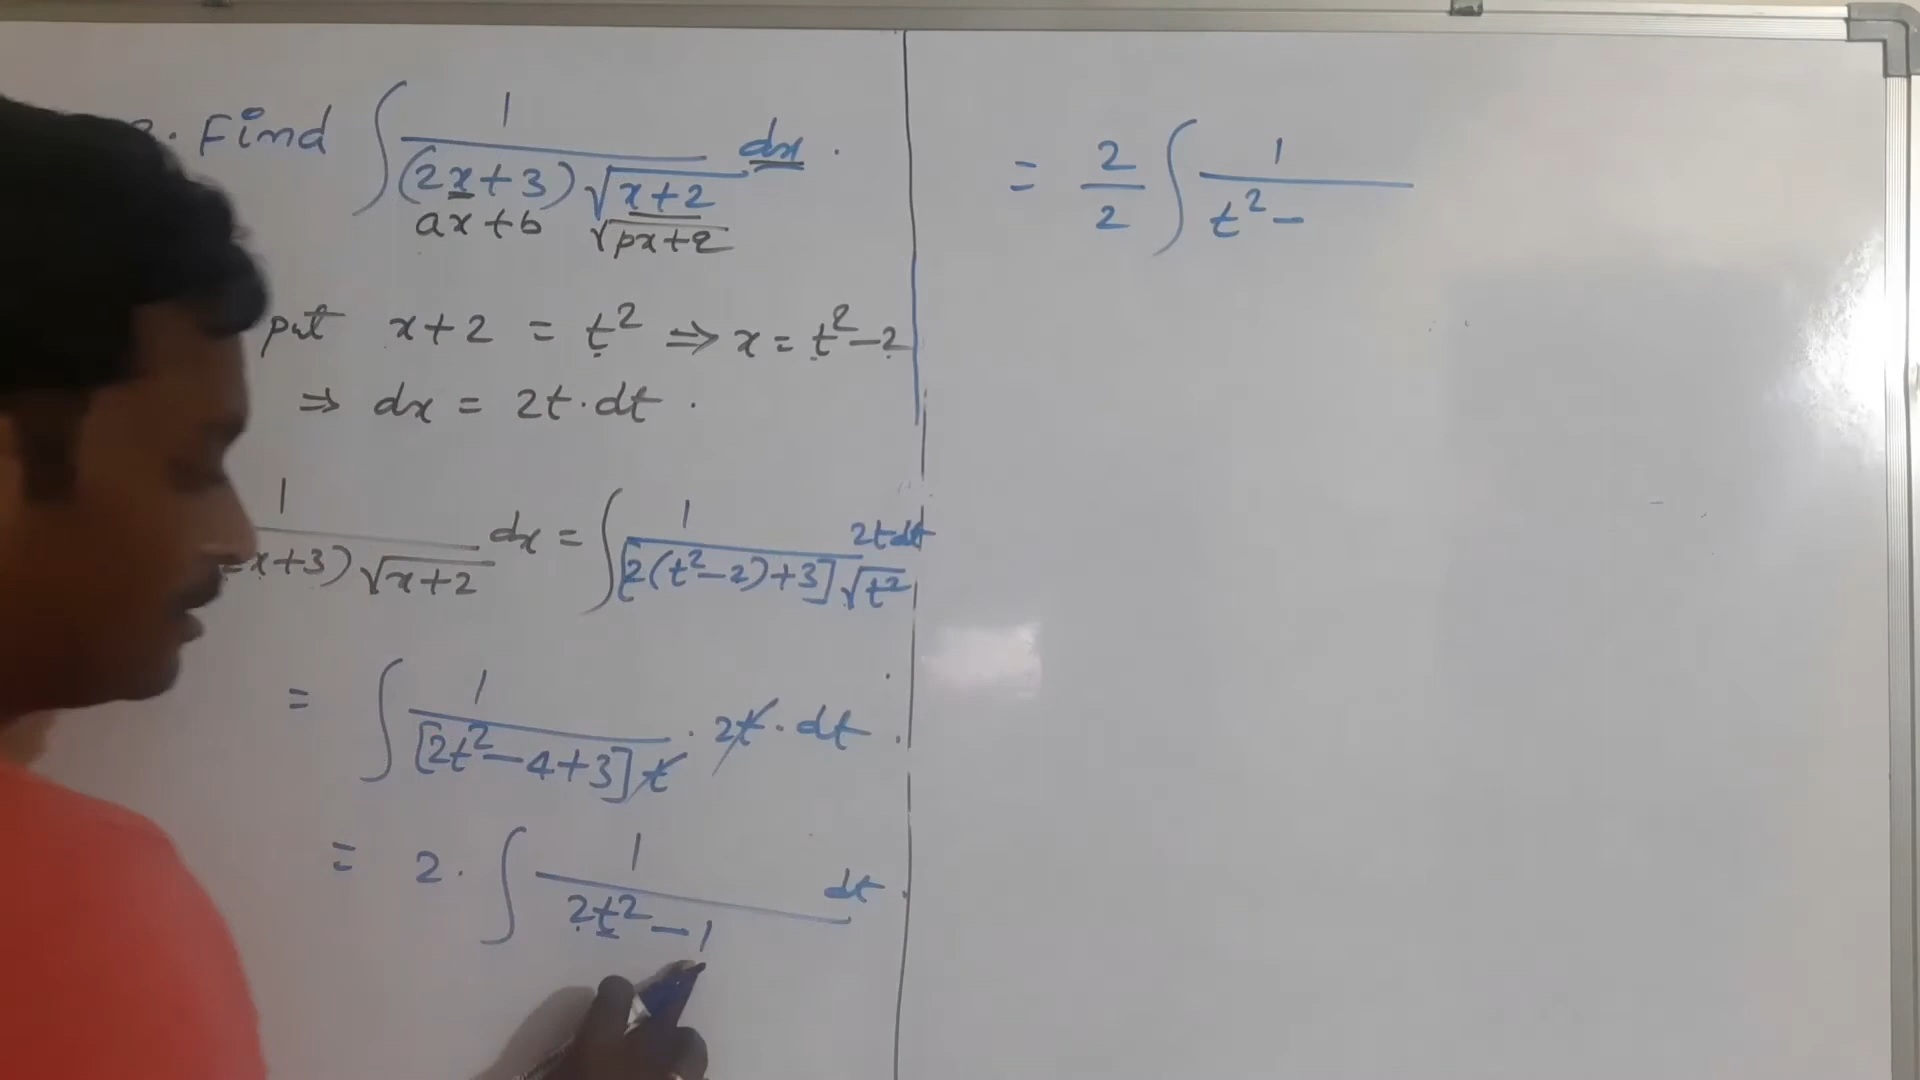 . Find ∫ 1/((2x+3)√(x+2)) dx .
ax+b √(px+q)
put x+2 = t² ⇒ x = t²-2
⇒ dx = 2t·dt .
1/(x+3)√(x+2) dx = ∫ 1/([2(t²-2)+3]√(t²)) 2tdt
= ∫ 1/([2t²-4+3]t) · 2t · dt .
= 2 · ∫ 1/(2t²-1) dt .
= 2/2 ∫ 1/(t²-